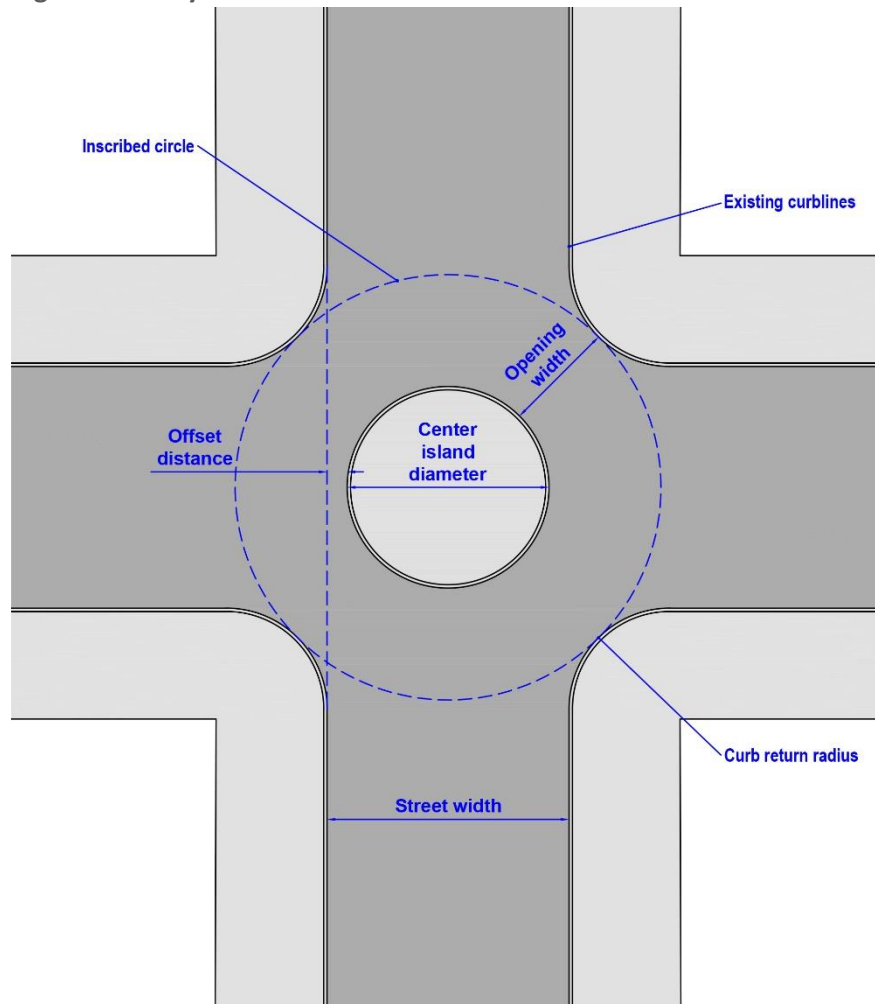 Inscribed circle
Existing curblines
Opening
width
Offset
distance
Center
island
diameter
Curb return radius
Street width